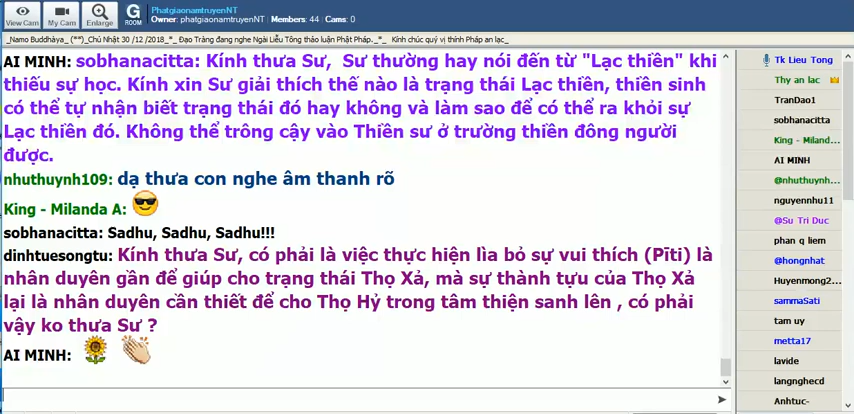 PhatgiaonamtruyenNT
Owner: phatgiaonamtruyenNT | Members: 44 | Cams: 0
View Cam
My Cam
Enlarge
G
ROOM
_Namo Buddhàya_ (**)_Chủ Nhật 30 /12 /2018_*_ Đạo Tràng đang nghe Ngài Liễu Tông thảo luận Phật Pháp._*_ Kính chúc quý vị thính Pháp an lạc_
AI MINH: sobhanacitta: Kính thưa Sư, Sư thường hay nói đến từ "Lạc thiền" khi
thiếu sự học. Kính xin Sư giải thích thế nào là trạng thái Lạc thiền, thiền sinh
có thể tự nhận biết trạng thái đó hay không và làm sao để có thể ra khỏi sự
Lạc thiền đó. Không thể trông cậy vào Thiền sư ở trường thiền đông người
được.
nhuthuynh109: dạ thưa con nghe âm thanh rõ
King - Milanda A:
sobhanacitta: Sadhu, Sadhu, Sadhu!!!
dinhtuesongtu: Kính thưa Sư, có phải là việc thực hiện lìa bỏ sự vui thích (Pīti) là
nhân duyên gần để giúp cho trạng thái Thọ Xả, mà sự thành tựu của Thọ Xả
lại là nhân duyên cần thiết để cho Thọ Hỷ trong tâm thiện sanh lên , có phải
vậy ko thưa Sư ?
AI MINH:
Tk Lieu Tong
Thy an lac
TranDao1
sobhanacitta
King - Milanda...
AI MINH
@nhuthuynh...
nguyennhu11
@Su Tri Duc
phan q liem
@hongnhat
Huyenmong2...
sammaSati
tam uy
metta17
lavide
langnghecd
Anhtuc-